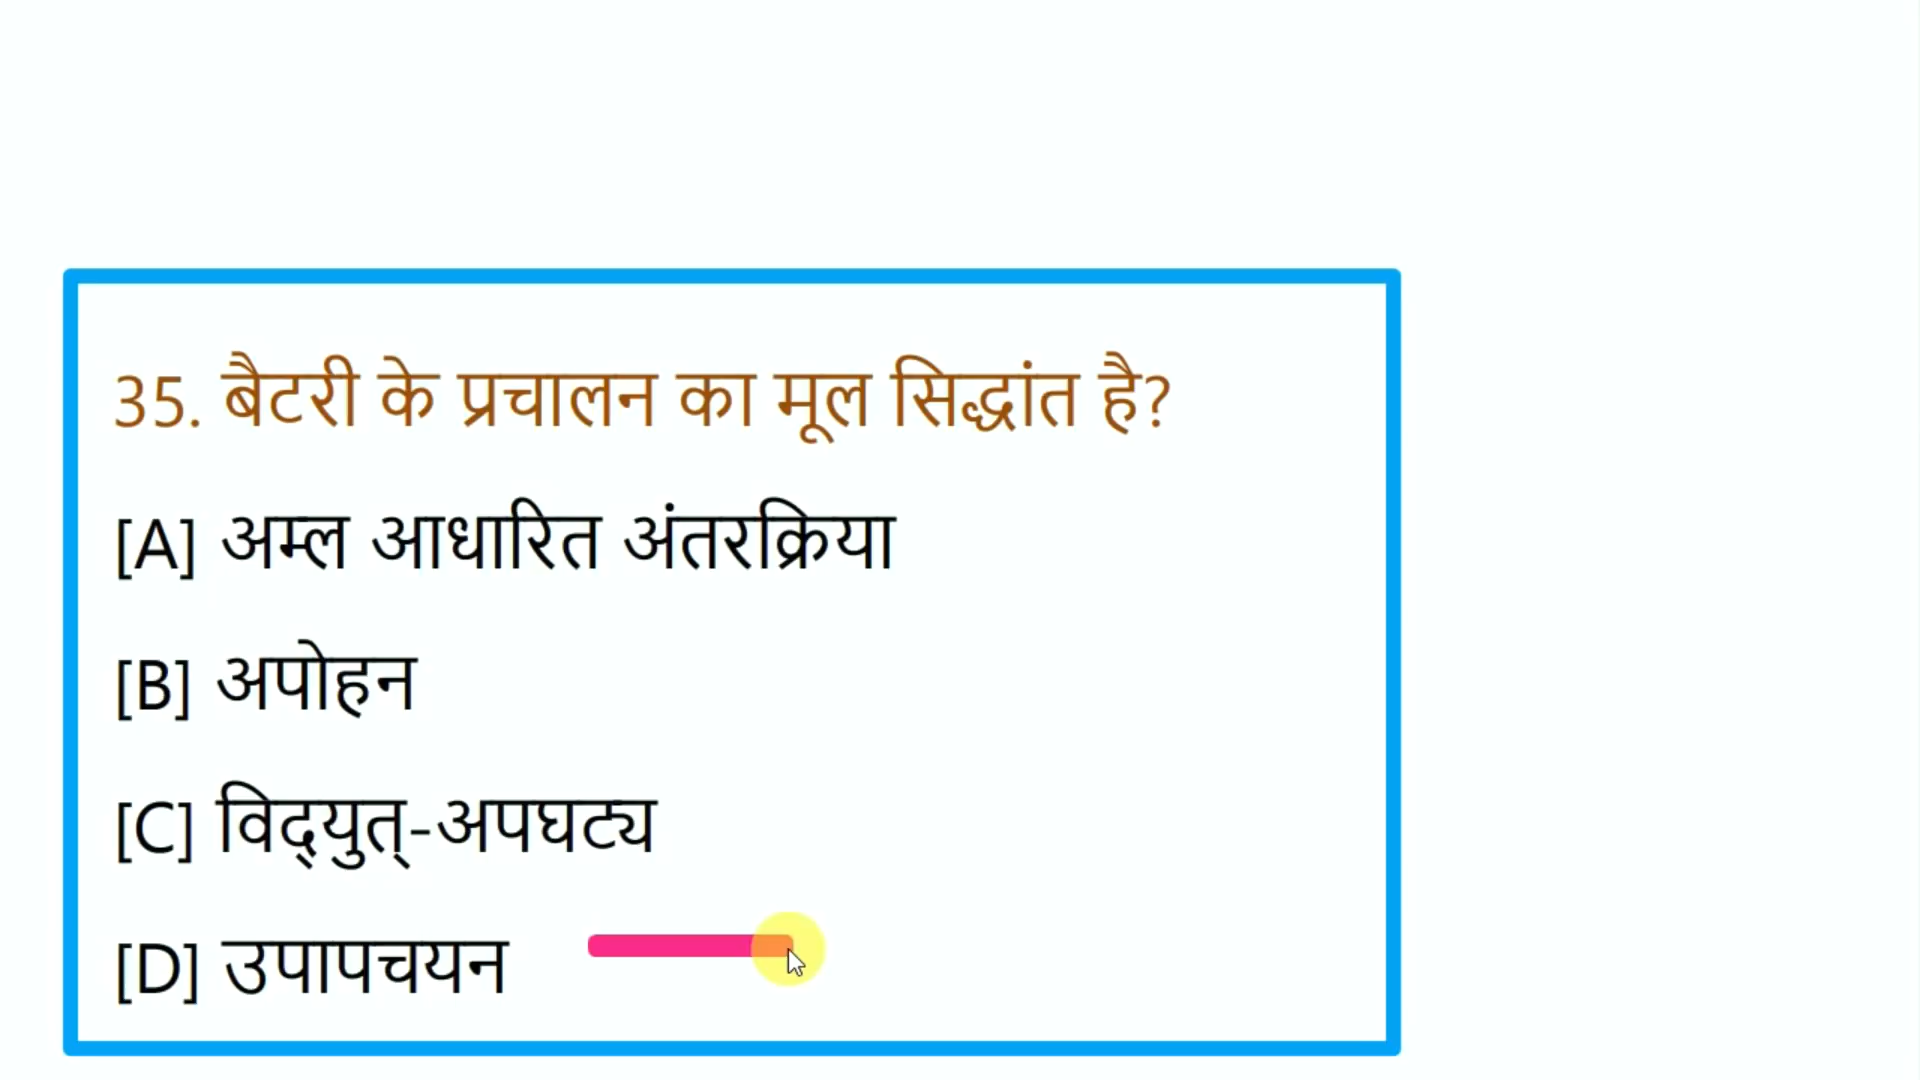 35. बैटरी के प्रचालन का मूल सिद्धांत है?
[A] अम्ल आधारित अंतरक्रिया
[B] अपोहन
[C] विद्‌युत्-अपघट्य
[D] उपापचयन